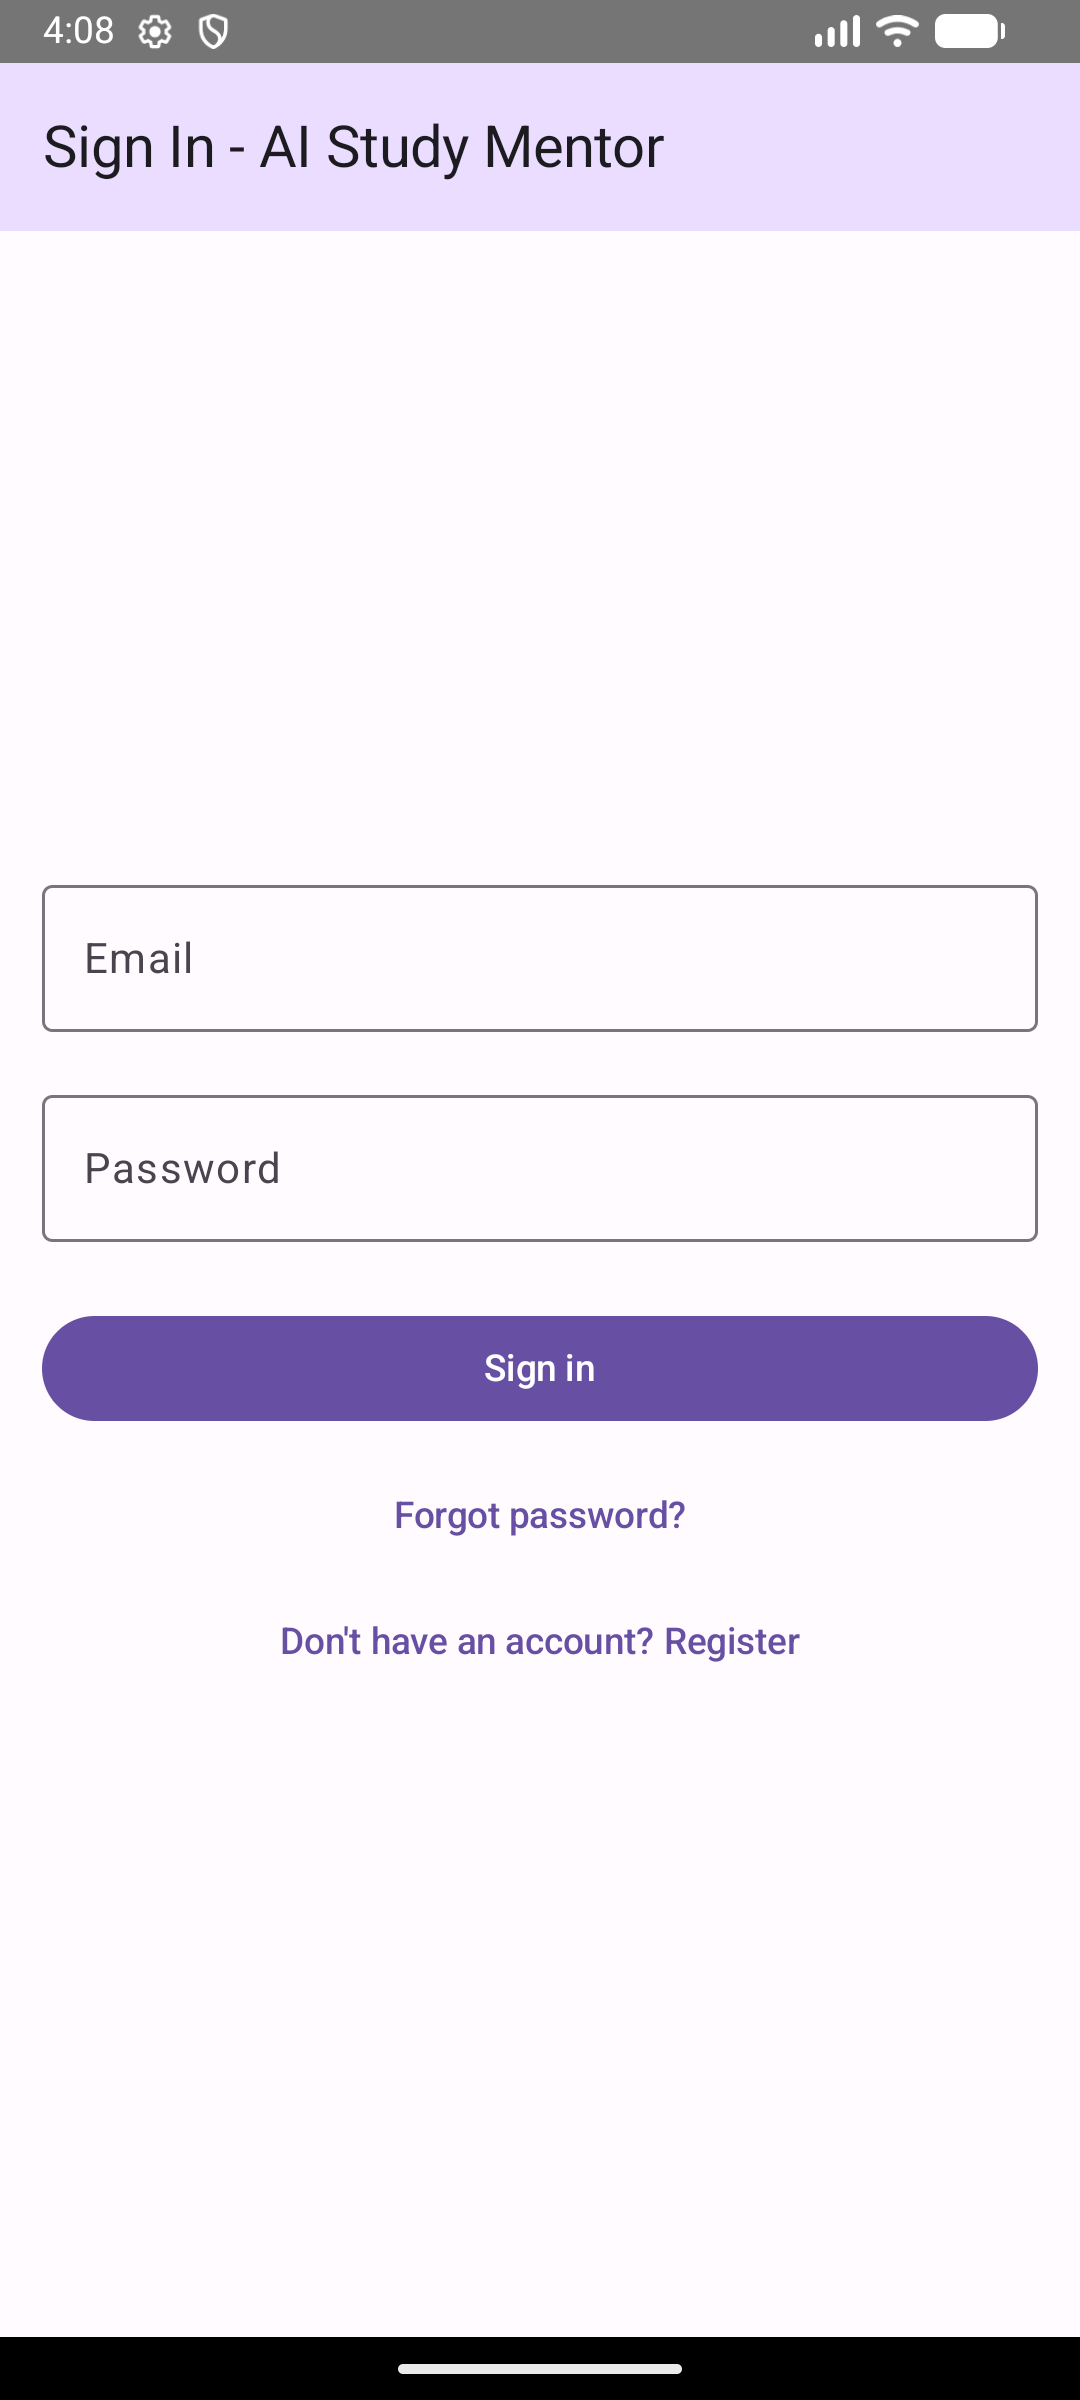 4:08
Sign In - AI Study Mentor
Email
Password
Sign in
Forgot password?
Don't have an account? Register